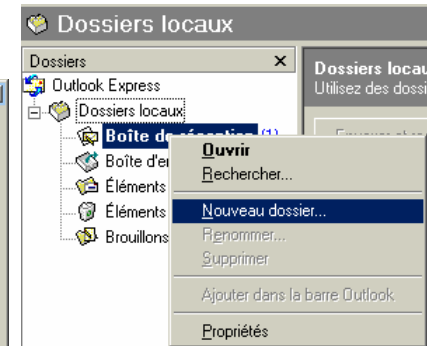 Dossiers locaux
Dossiers
Dossiers locau
Utilisez des dossi
Outlook Express
Dossiers locaux
Boîte de réception (1)
Ouvrir
Boîte d'e
Rechercher...
Éléments
Nouveau dossier...
Éléments
Renommer...
Brouillons
Supprimer
Ajouter dans la barre Outlook
Propriétés